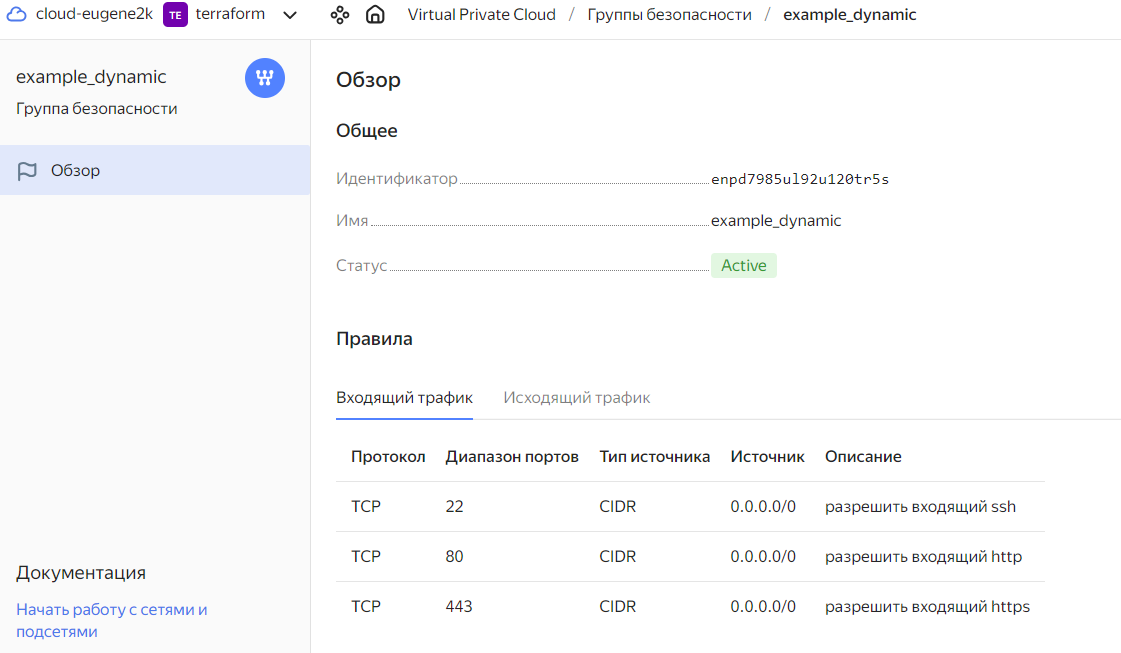 cloud-eugene2k TE terraform Virtual Private Cloud / Группы безопасности / example_dynamic
example_dynamic
Группа безопасности
Обзор
Документация
Начать работу с сетями и
подсетями
Обзор
Общее
Идентификатор enpd7985ul92u120tr5s
Имя example_dynamic
Статус Active
Правила
Входящий трафик Исходящий трафик
Протокол Диапазон портов Тип источника Источник Описание
TCP 22 CIDR 0.0.0.0/0 разрешить входящий ssh
TCP 80 CIDR 0.0.0.0/0 разрешить входящий http
TCP 443 CIDR 0.0.0.0/0 разрешить входящий https